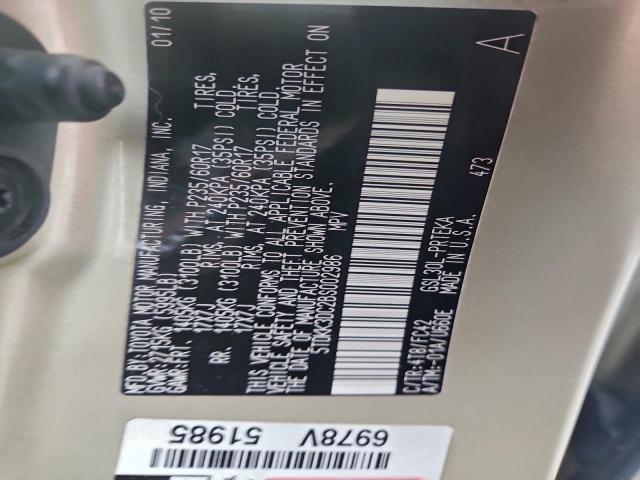 MFD. BY: TOYOTA MOTOR MANUFACTURING, INDIANA, INC. 01/10
GVWR: 2715KG (5995LB)
GAWR: FRT. 1405KG (3100LB) WITH P235/60R17 TIRES,
17X7J RIMS, AT 240KPA (35PSI) COLD.
RR. 1405KG (3100LB) WITH P235/60R17 TIRES,
17X7J RIMS, AT 240KPA (35PSI) COLD.
THIS VEHICLE CONFORMS TO ALL APPLICABLE FEDERAL MOTOR
VEHICLE SAFETY AND THEFT PREVENTION STANDARDS IN EFFECT ON
THE DATE OF MANUFACTURE SHOWN ABOVE.
5TDKK3DC2BS002986 MPV
C/TR:4T8/FC42 GSL30L-PRTEKA
A/TM:-01A/U660E MADE IN U.S.A. 473
A
6978V
51985